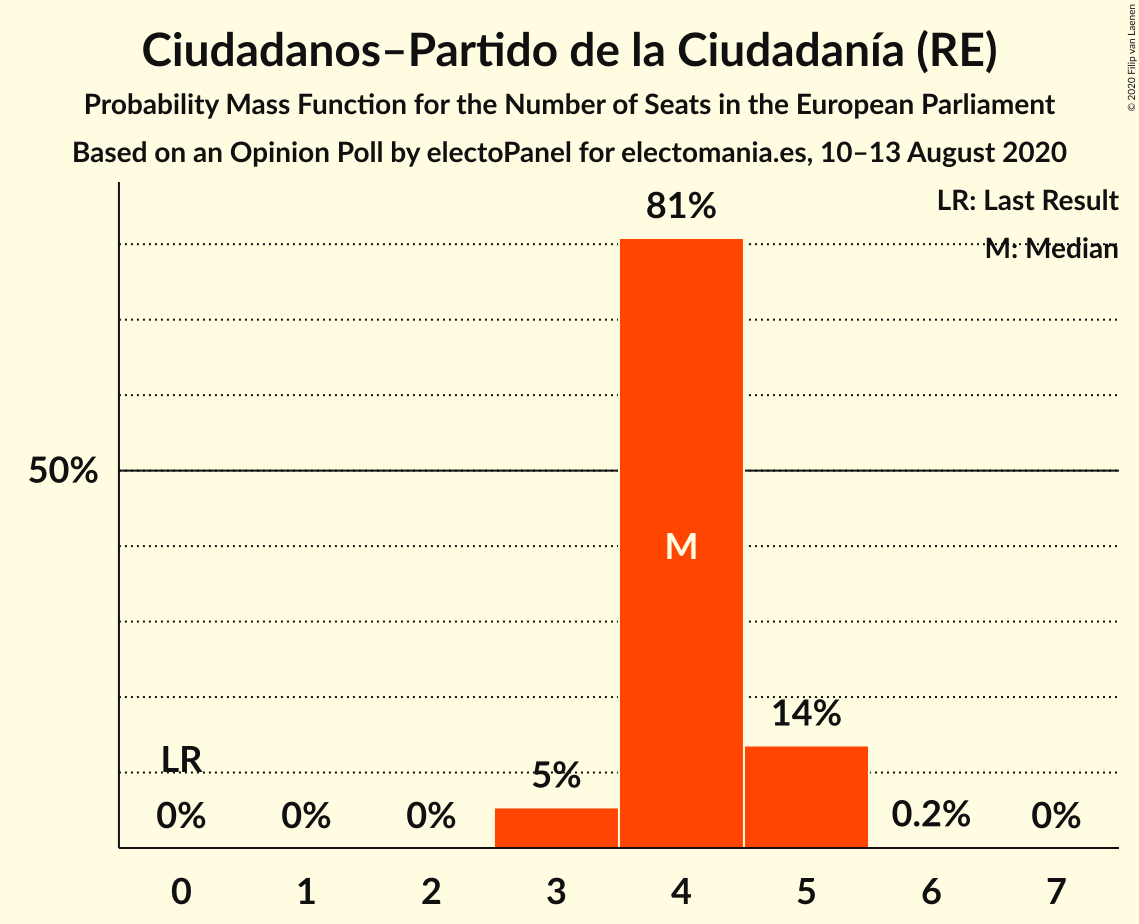 Ciudadanos–Partido de la Ciudadanía (RE)
Probability Mass Function for the Number of Seats in the European Parliament
Based on an Opinion Poll by electoPanel for electomania.es, 10–13 August 2020
© 2020 Filip van Laenen
LR: Last Result
M: Median
81%
50%
M
14%
LR
5%
0% 0% 0% 0.2% 0%
0 1 2 3 4 5 6 7